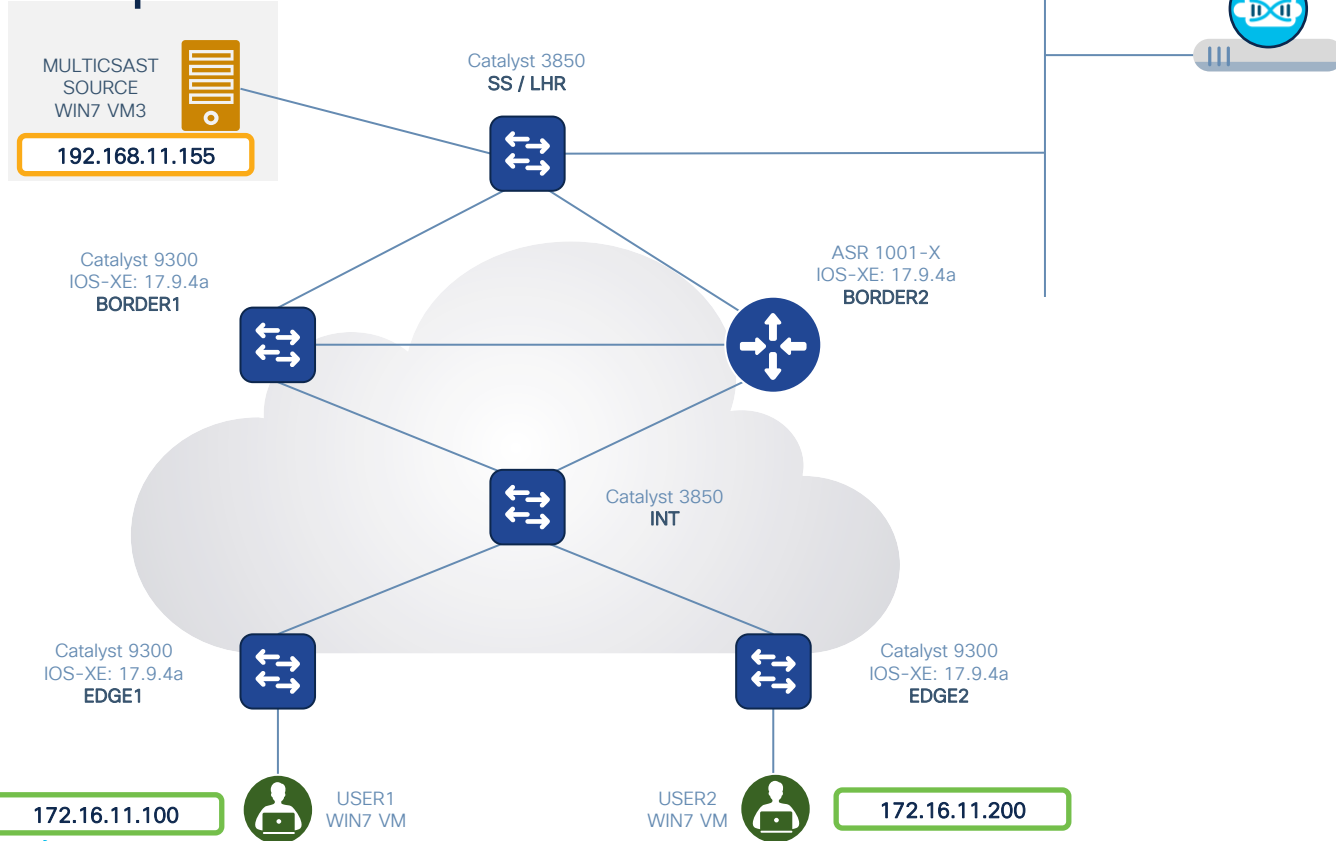 MULTICSAST
SOURCE
WIN7 VM3
192.168.11.155
Catalyst 3850
SS / LHR
Catalyst 9300
IOS-XE: 17.9.4a
BORDER1
ASR 1001-X
IOS-XE: 17.9.4a
BORDER2
Catalyst 3850
INT
Catalyst 9300
IOS-XE: 17.9.4a
EDGE1
Catalyst 9300
IOS-XE: 17.9.4a
EDGE2
172.16.11.100
USER1
WIN7 VM
USER2
WIN7 VM
172.16.11.200